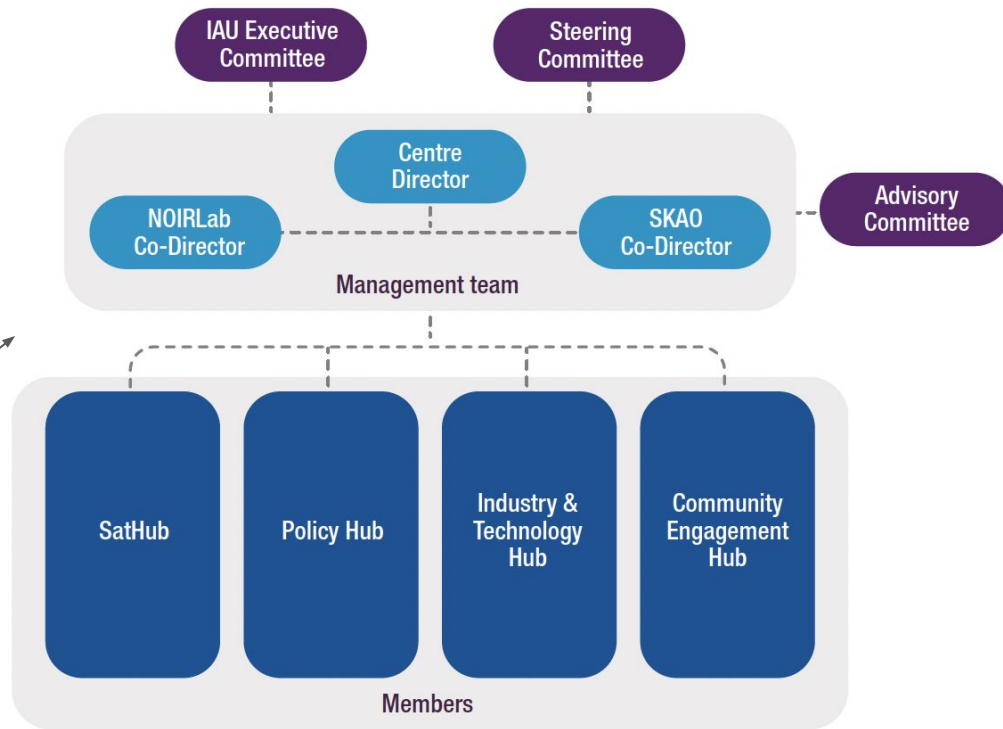 IAU Executive
Committee
Steering
Committee
Centre
Director
Advisory
Committee
NOIRLab
Co-Director
SKAO
Co-Director
Management team
SatHub
Policy Hub
Industry &
Technology
Hub
Community
Engagement
Hub
Members